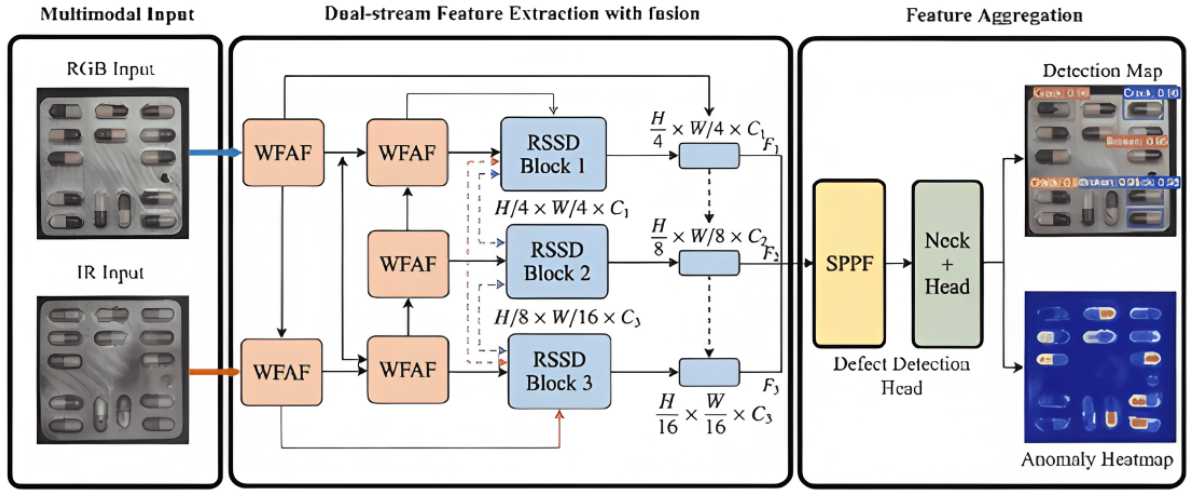 Multimodal Input
Dual-stream Feature Extraction with fusion
Feature Aggregation
RGB Input
IR Input
WFAF
WFAF
WFAF
WFAF
WFAF
RSSD
Block 1
H/4 × W/4 × C₁
RSSD
Block 2
H/8 × W/16 × C₃
RSSD
Block 3
H/4 × W/4 × C₁
F₁
H/8 × W/8 × C₂
F₂
F₃
H/16 × W/16 × C₃
SPPF
Neck
+
Head
Defect Detection
Head
Detection Map
Anomaly Heatmap